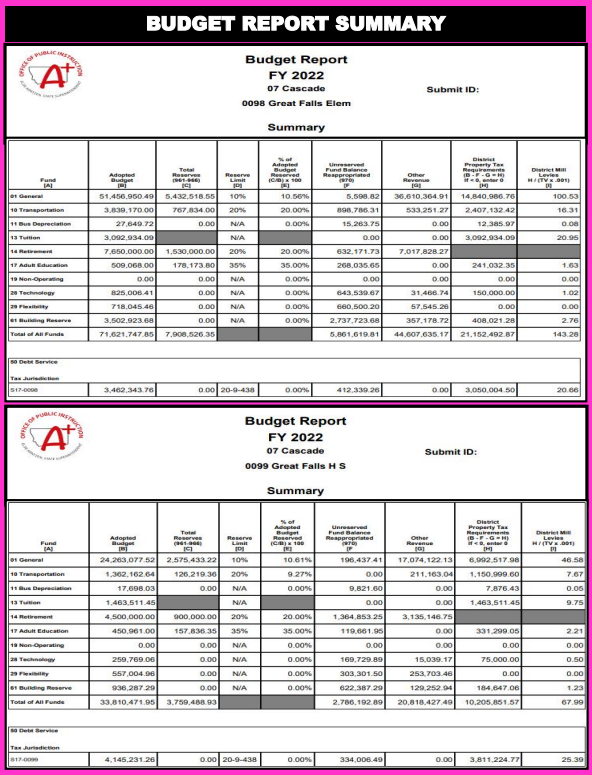 BUDGET REPORT SUMMARY
OFFICE OF PUBLIC INSTRUCTION
A+
Budget Report
FY 2022
07 Cascade
Submit ID:
0098 Great Falls Elem
Summary
Fund [A] Adopted Budget [B] Total Reserves (961-966) [C] Reserve Limit [D] % of Adopted Budget Reserved (C/B) x 100 [E] Unreserved Fund Balance Reappropriated (970) [F Other Revenue [G] District Property Tax Requirements (B - F - G = H) If < 0, enter 0 [H] District Mill Levies H / (TV x .001) [I]
01 General 51,456,950.49 5,432,518.55 10% 10.56% 5,598.82 36,610,364.91 14,840,986.76 100.53
10 Transportation 3,839,170.00 767,834.00 20% 20.00% 898,786.31 533,251.27 2,407,132.42 16.31
11 Bus Depreciation 27,649.72 0.00 N/A 0.00% 15,263.75 0.00 12,385.97 0.08
13 Tuition 3,092,934.09 N/A 0.00 0.00 3,092,934.09 20.95
14 Retirement 7,650,000.00 1,530,000.00 20% 20.00% 632,171.73 7,017,828.27
17 Adult Education 509,068.00 178,173.80 35% 35.00% 268,035.65 0.00 241,032.35 1.63
19 Non-Operating 0.00 0.00 N/A 0.00% 0.00 0.00 0.00 0.00
28 Technology 825,006.41 0.00 N/A 0.00% 643,539.67 31,466.74 150,000.00 1.02
29 Flexibility 718,045.46 0.00 N/A 0.00% 660,500.20 57,545.26 0.00 0.00
61 Building Reserve 3,502,923.68 0.00 N/A 0.00% 2,737,723.68 357,178.72 408,021.28 2.76
Total of All Funds 71,621,747.85 7,908,526.35 5,861,619.81 44,607,635.17 21,152,492.87 143.28
50 Debt Service
Tax Jurisdiction
S17-0098 3,462,343.76 0.00 20-9-438 0.00% 412,339.26 0.00 3,050,004.50 20.66
OFFICE OF PUBLIC INSTRUCTION
A+
Budget Report
FY 2022
07 Cascade
Submit ID:
0099 Great Falls H S
Summary
Fund [A] Adopted Budget [B] Total Reserves (961-966) [C] Reserve Limit [D] % of Adopted Budget Reserved (C/B) x 100 [E] Unreserved Fund Balance Reappropriated (970) [F Other Revenue [G] District Property Tax Requirements (B - F - G = H) If < 0, enter 0 [H] District Mill Levies H / (TV x .001) [I]
01 General 24,263,077.52 2,575,433.22 10% 10.61% 196,437.41 17,074,122.13 6,992,517.98 46.58
10 Transportation 1,362,162.64 126,219.36 20% 9.27% 0.00 211,163.04 1,150,999.60 7.67
11 Bus Depreciation 17,698.03 0.00 N/A 0.00% 9,821.60 0.00 7,876.43 0.05
13 Tuition 1,463,511.45 N/A 0.00 0.00 1,463,511.45 9.75
14 Retirement 4,500,000.00 900,000.00 20% 20.00% 1,364,853.25 3,135,146.75
17 Adult Education 450,961.00 157,836.35 35% 35.00% 119,661.95 0.00 331,299.05 2.21
19 Non-Operating 0.00 0.00 N/A 0.00% 0.00 0.00 0.00 0.00
28 Technology 259,769.06 0.00 N/A 0.00% 169,729.89 15,039.17 75,000.00 0.50
29 Flexibility 557,004.96 0.00 N/A 0.00% 303,301.50 253,703.46 0.00 0.00
61 Building Reserve 936,287.29 0.00 N/A 0.00% 622,387.29 129,252.94 184,647.06 1.23
Total of All Funds 33,810,471.95 3,759,488.93 2,786,192.89 20,818,427.49 10,205,851.57 67.99
50 Debt Service
Tax Jurisdiction
S17-0099 4,145,231.26 0.00 20-9-438 0.00% 334,006.49 0.00 3,811,224.77 25.39